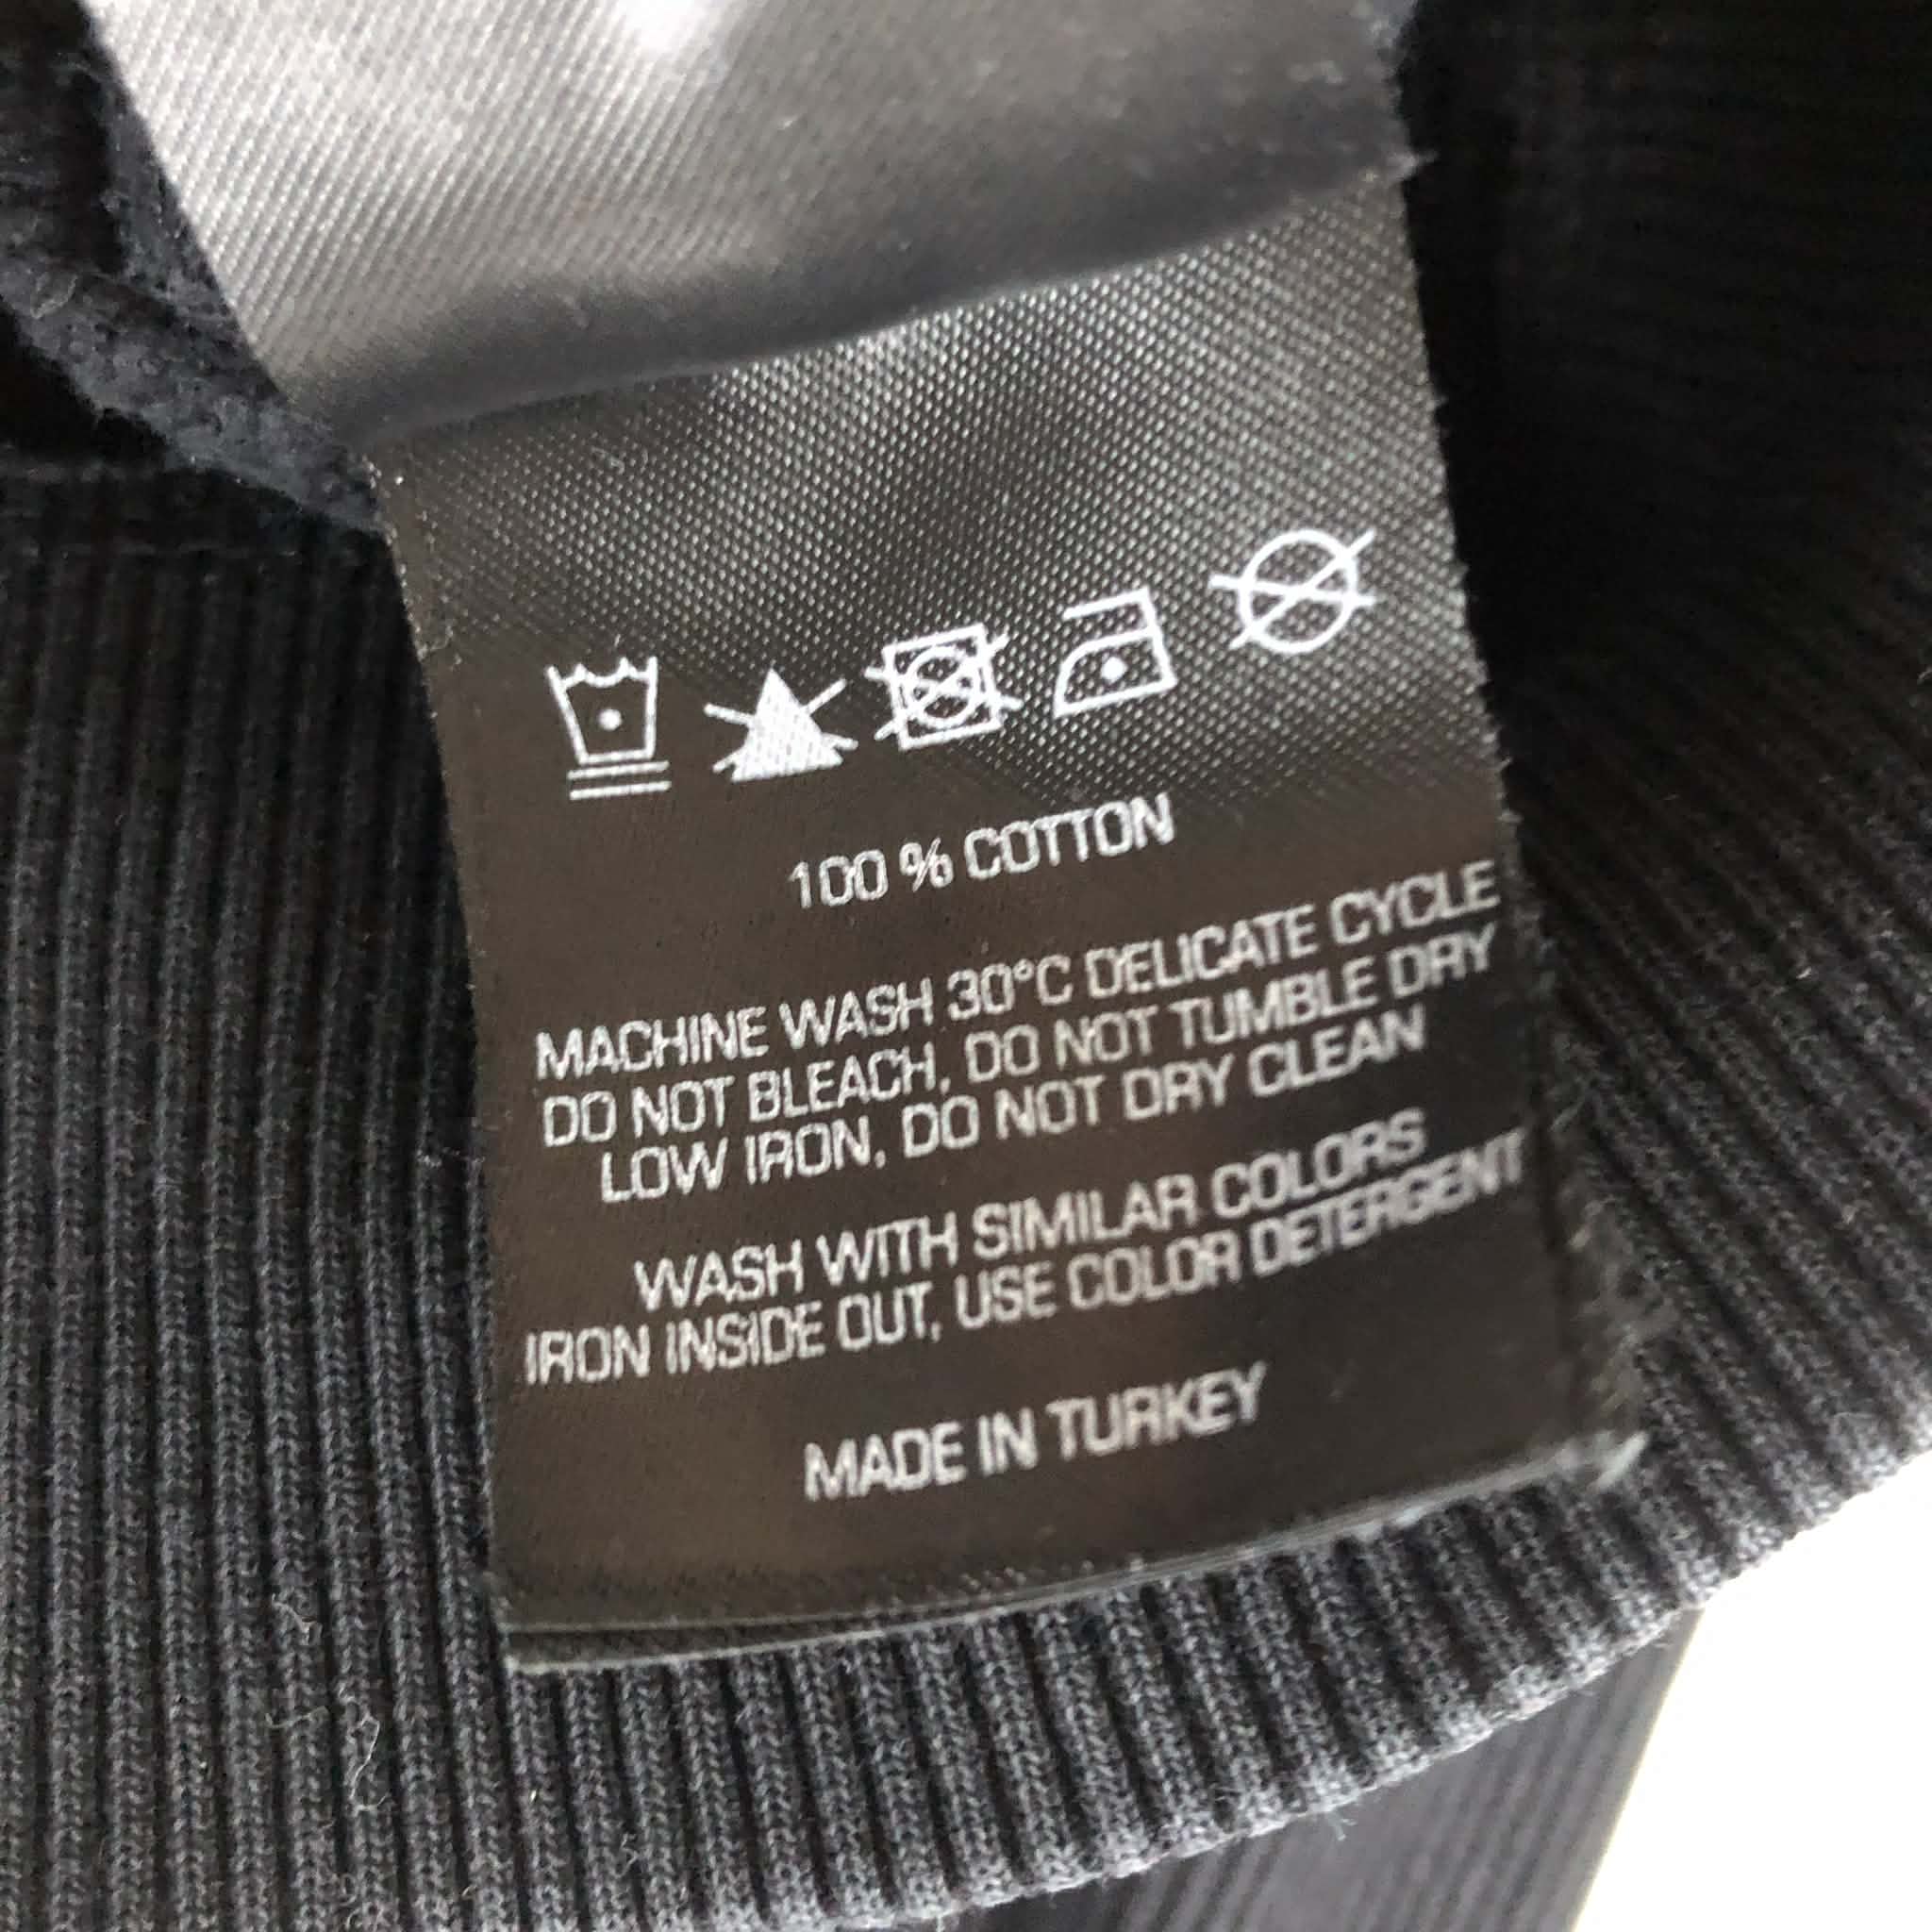 100 % COTTON
MACHINE WASH 30°C DELICATE CYCLE
DO NOT BLEACH, DO NOT TUMBLE DRY
LOW IRON, DO NOT DRY CLEAN
WASH WITH SIMILAR COLORS
IRON INSIDE OUT, USE COLOR DETERGENT
MADE IN TURKEY